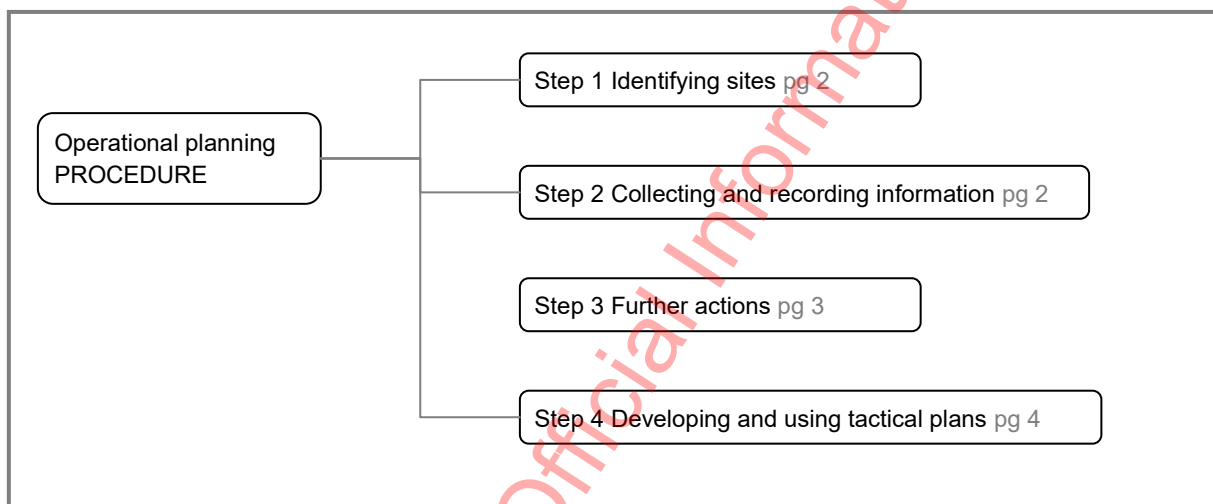 Operational planning
PROCEDURE
Step 1 Identifying sites pg 2
Step 2 Collecting and recording information pg 2
Step 3 Further actions pg 3
Step 4 Developing and using tactical plans pg 4
Official Informat